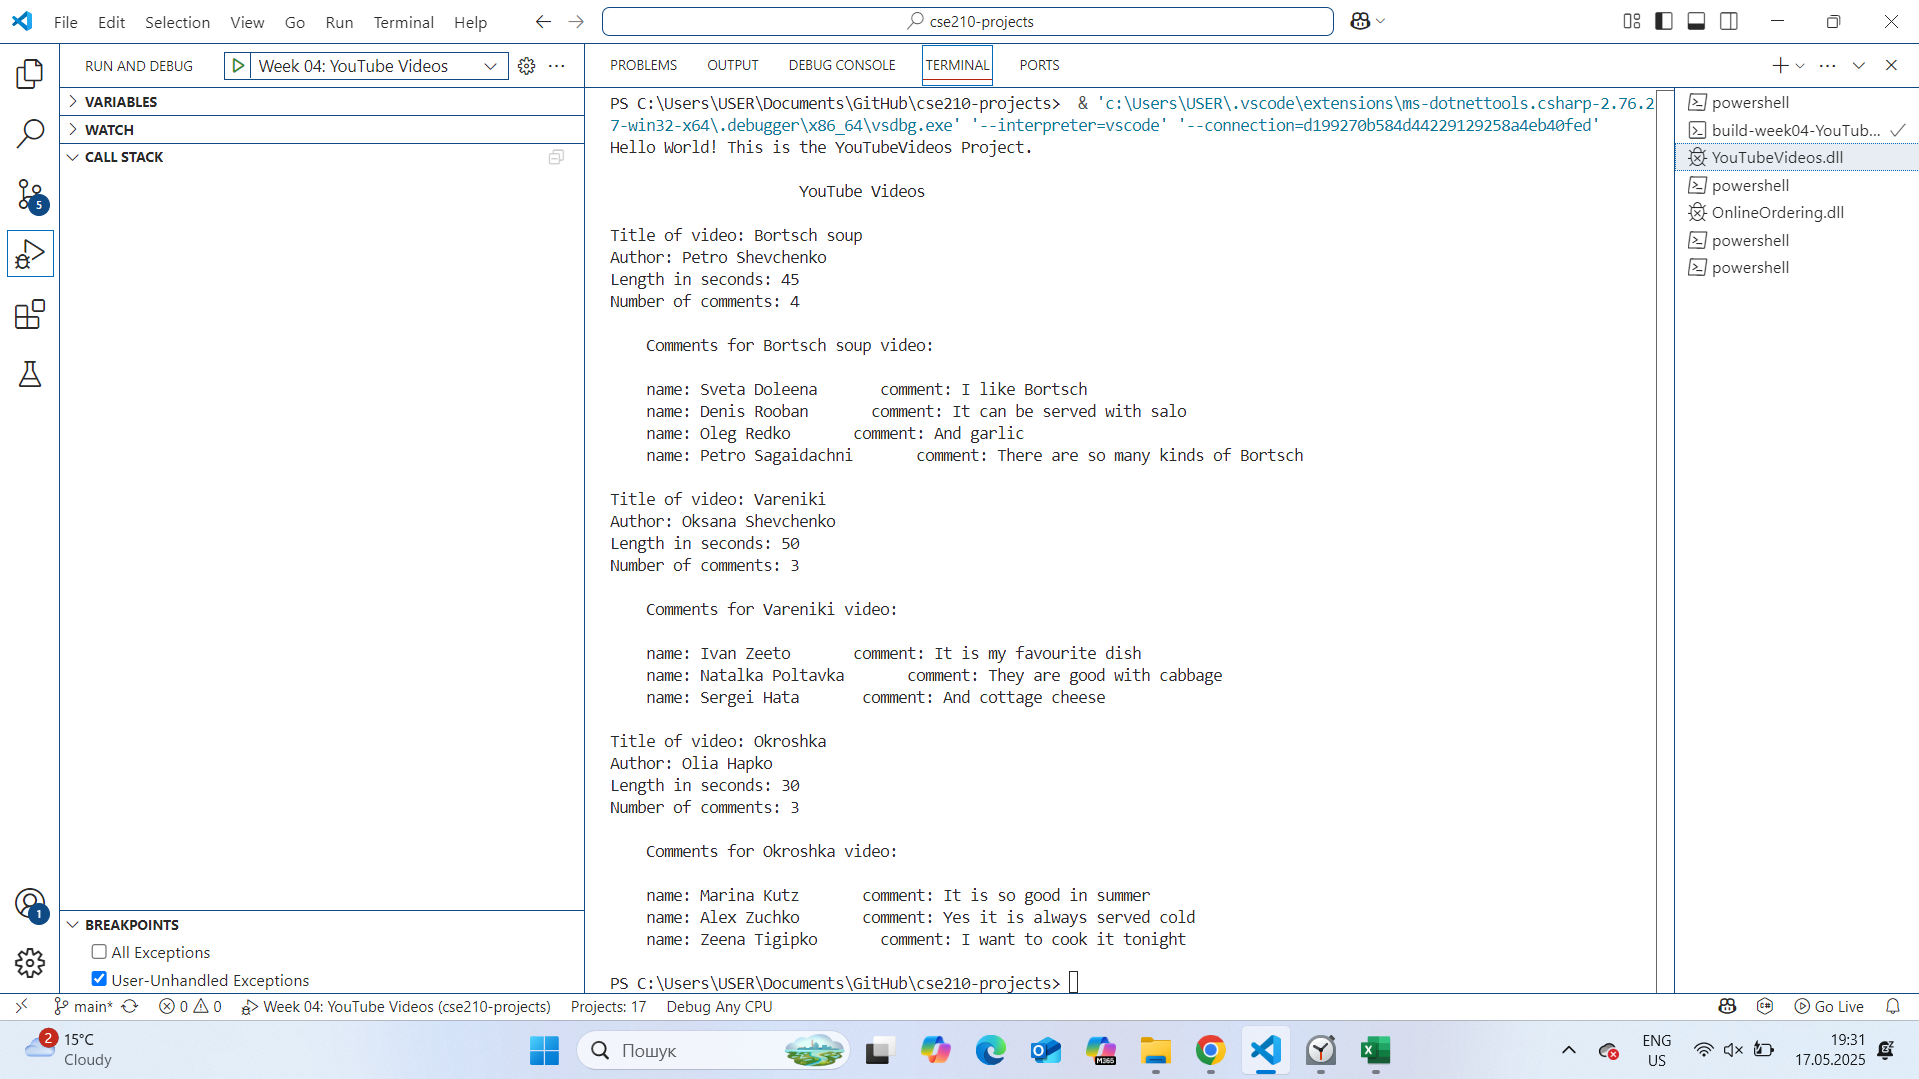 File Edit Selection View Go Run Terminal Help
cse210-projects
RUN AND DEBUG
Week 04: YouTube Videos
PROBLEMS OUTPUT DEBUG CONSOLE TERMINAL PORTS
VARIABLES
WATCH
CALL STACK
5
PS C:\Users\USER\Documents\GitHub\cse210-projects>  & 'c:\Users\USER\.vscode\extensions\ms-dotnettools.csharp-2.76.2
7-win32-x64\.debugger\x86_64\vsdbg.exe' '--interpreter=vscode' '--connection=d199270b584d44229129258a4eb40fed'
Hello World! This is the YouTubeVideos Project.
YouTube Videos
Title of video: Bortsch soup
Author: Petro Shevchenko
Length in seconds: 45
Number of comments: 4
Comments for Bortsch soup video:
name: Sveta Doleena       comment: I like Bortsch
name: Denis Rooban       comment: It can be served with salo
name: Oleg Redko       comment: And garlic
name: Petro Sagaidachni       comment: There are so many kinds of Bortsch
Title of video: Vareniki
Author: Oksana Shevchenko
Length in seconds: 50
Number of comments: 3
Comments for Vareniki video:
name: Ivan Zeeto       comment: It is my favourite dish
name: Natalka Poltavka       comment: They are good with cabbage
name: Sergei Hata       comment: And cottage cheese
Title of video: Okroshka
Author: Olia Hapko
Length in seconds: 30
Number of comments: 3
Comments for Okroshka video:
name: Marina Kutz       comment: It is so good in summer
name: Alex Zuchko       comment: Yes it is always served cold
name: Zeena Tigipko       comment: I want to cook it tonight
PS C:\Users\USER\Documents\GitHub\cse210-projects>
powershell
build-week04-YouTub...
YouTubeVideos.dll
powershell
OnlineOrdering.dll
powershell
powershell
1
BREAKPOINTS
All Exceptions
User-Unhandled Exceptions
main* 0 0 Week 04: YouTube Videos (cse210-projects) Projects: 17 Debug Any CPU Go Live
2
15°C
Cloudy
Пошук
M365
ENG
US
19:31
17.05.2025